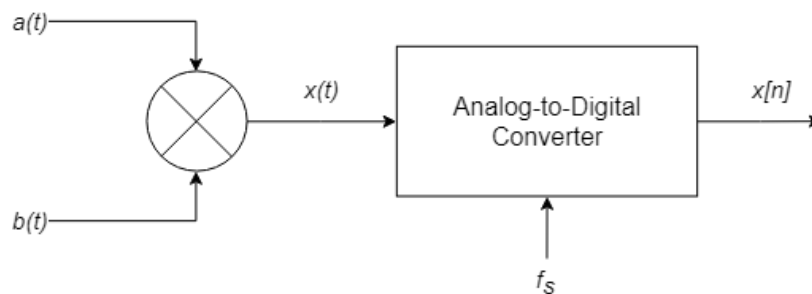 a(t)
x(t)
Analog-to-Digital
Converter
x[n]
b(t)
fs